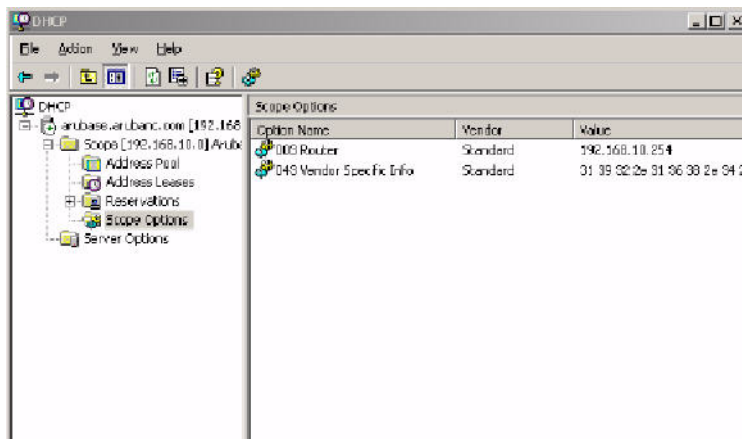 DHCP
File Action View Help
DHCP
arubase.arubanc.com [192.168
Scope [192.168.10.0] Arub
Address Pool
Address Leases
Reservations
Scope Options
Server Options
Scope Options
Option Name Vendor Value
003 Router Standard 192.168.10.254
043 Vendor Specific Info Standard 31 39 32 2e 31 36 38 2e 34 2